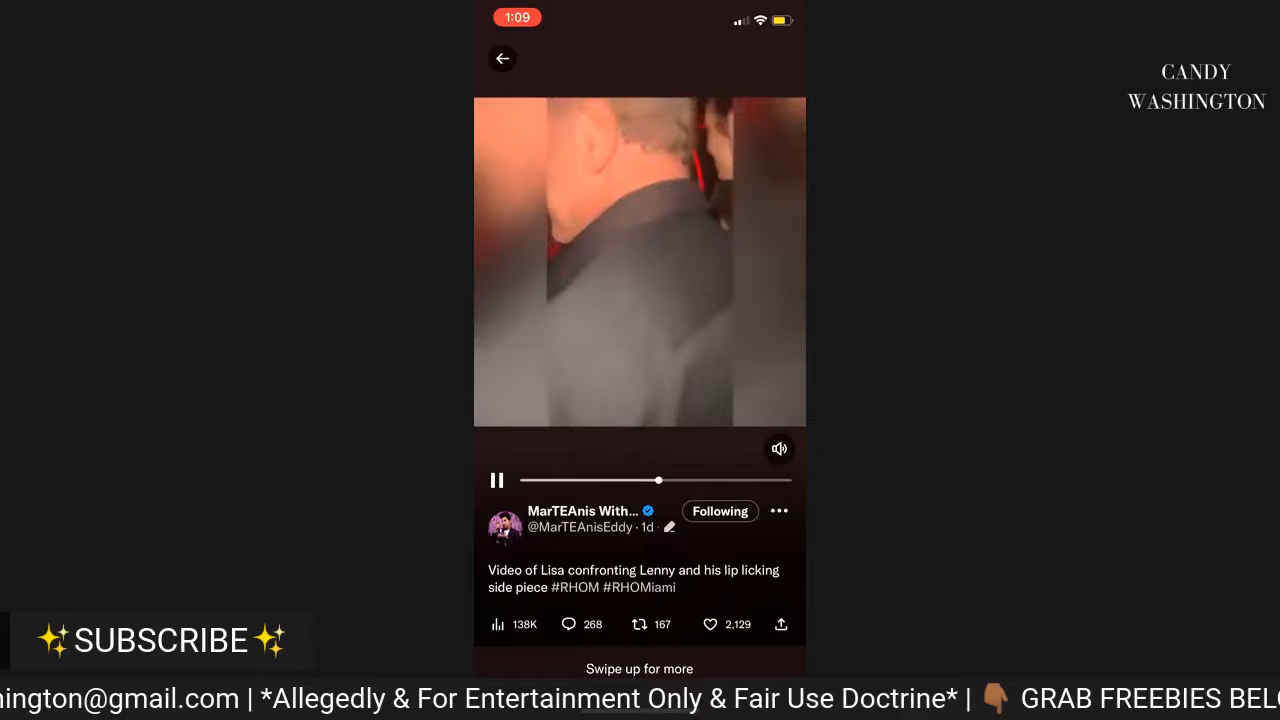 1:09
CANDY
WASHINGTON
MarTEAnis With...
Following
@MarTEAnisEddy · 1d ·
Video of Lisa confronting Lenny and his lip licking
side piece #RHOM #RHOMiami
138K 268 167 2,129
✨SUBSCRIBE✨
Swipe up for more
nington@gmail.com | *Allegedly & For Entertainment Only & Fair Use Doctrine* | 👇🏾 GRAB FREEBIES BEL